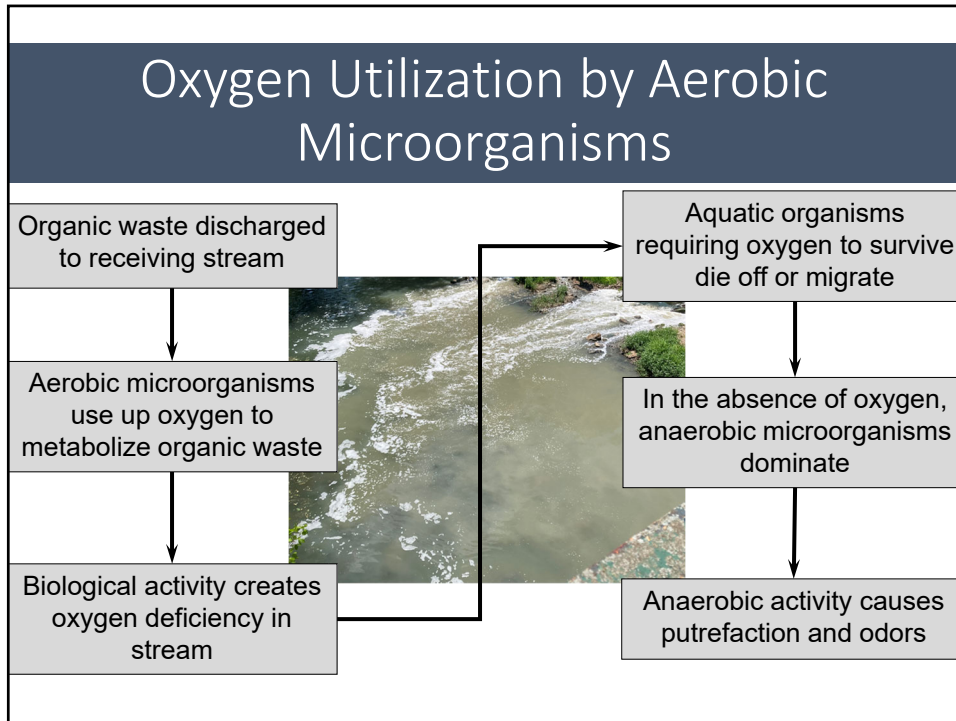 Oxygen Utilization by Aerobic
Microorganisms
Organic waste discharged
to receiving stream
Aerobic microorganisms
use up oxygen to
metabolize organic waste
Biological activity creates
oxygen deficiency in
stream
Aquatic organisms
requiring oxygen to survive
die off or migrate
In the absence of oxygen,
anaerobic microorganisms
dominate
Anaerobic activity causes
putrefaction and odors